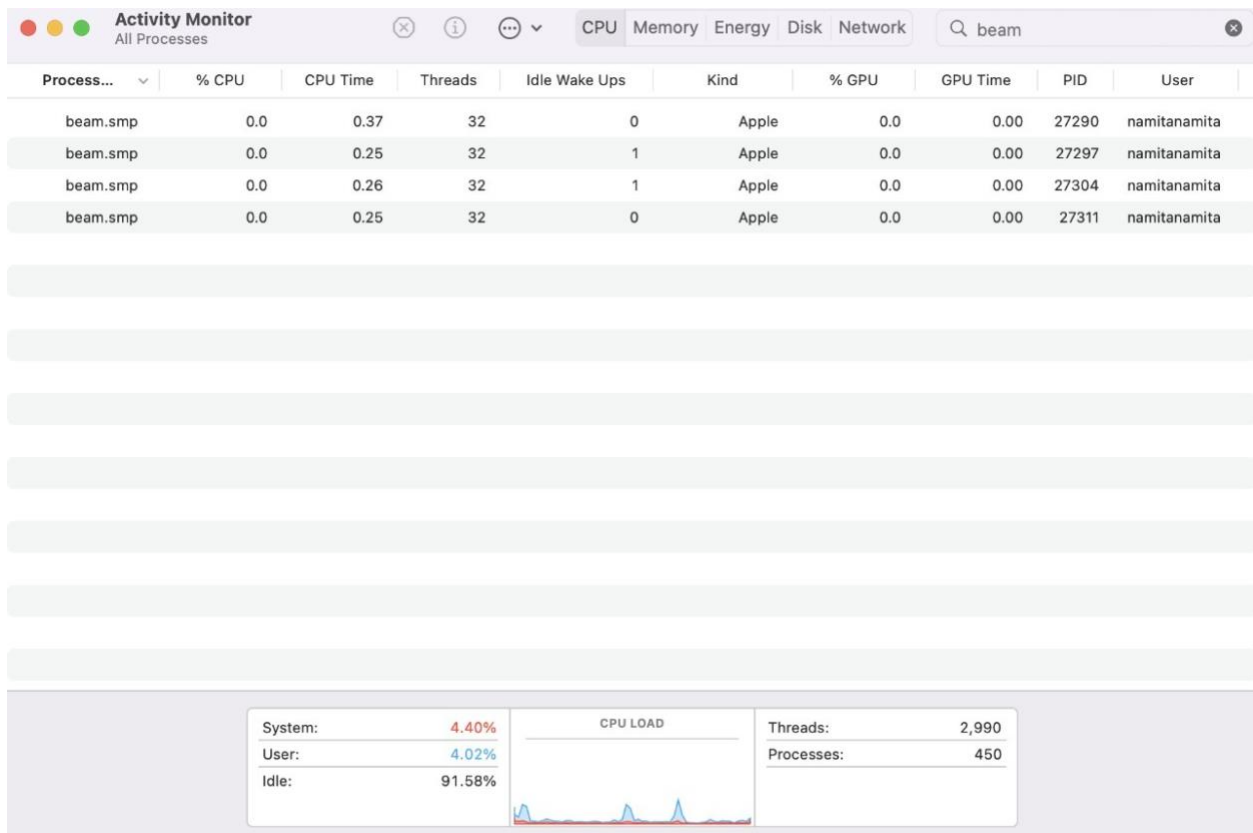 Activity Monitor
All Processes
CPU Memory Energy Disk Network
beam
Process... % CPU CPU Time Threads Idle Wake Ups Kind % GPU GPU Time PID User
beam.smp 0.0 0.37 32 0 Apple 0.0 0.00 27290 namitanamita
beam.smp 0.0 0.25 32 1 Apple 0.0 0.00 27297 namitanamita
beam.smp 0.0 0.26 32 1 Apple 0.0 0.00 27304 namitanamita
beam.smp 0.0 0.25 32 0 Apple 0.0 0.00 27311 namitanamita
System: 4.40% CPU LOAD Threads: 2,990
User: 4.02% Processes: 450
Idle: 91.58%